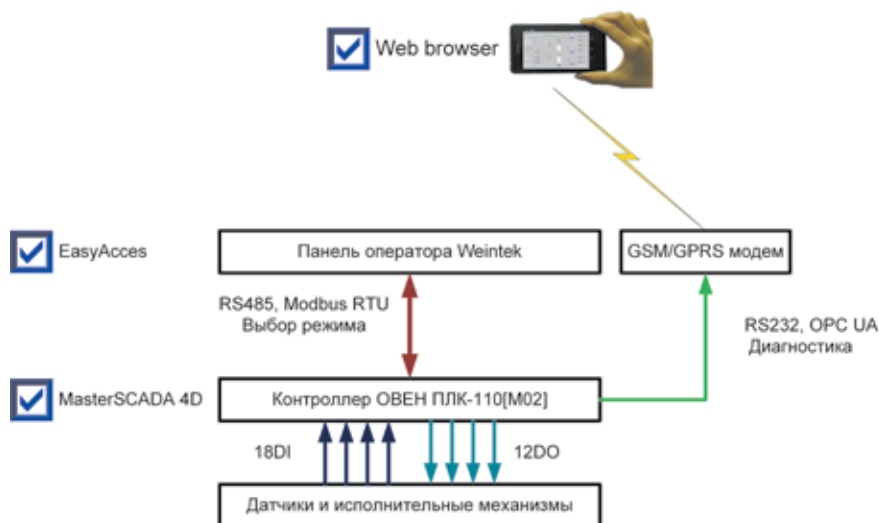 Web browser
EasyAcces
Панель оператора Weintek
GSM/GPRS модем
RS485, Modbus RTU
Выбор режима
RS232, OPC UA
Диагностика
MasterSCADA 4D
Контроллер ОВЕН ПЛК-110[M02]
18DI
12DO
Датчики и исполнительные механизмы